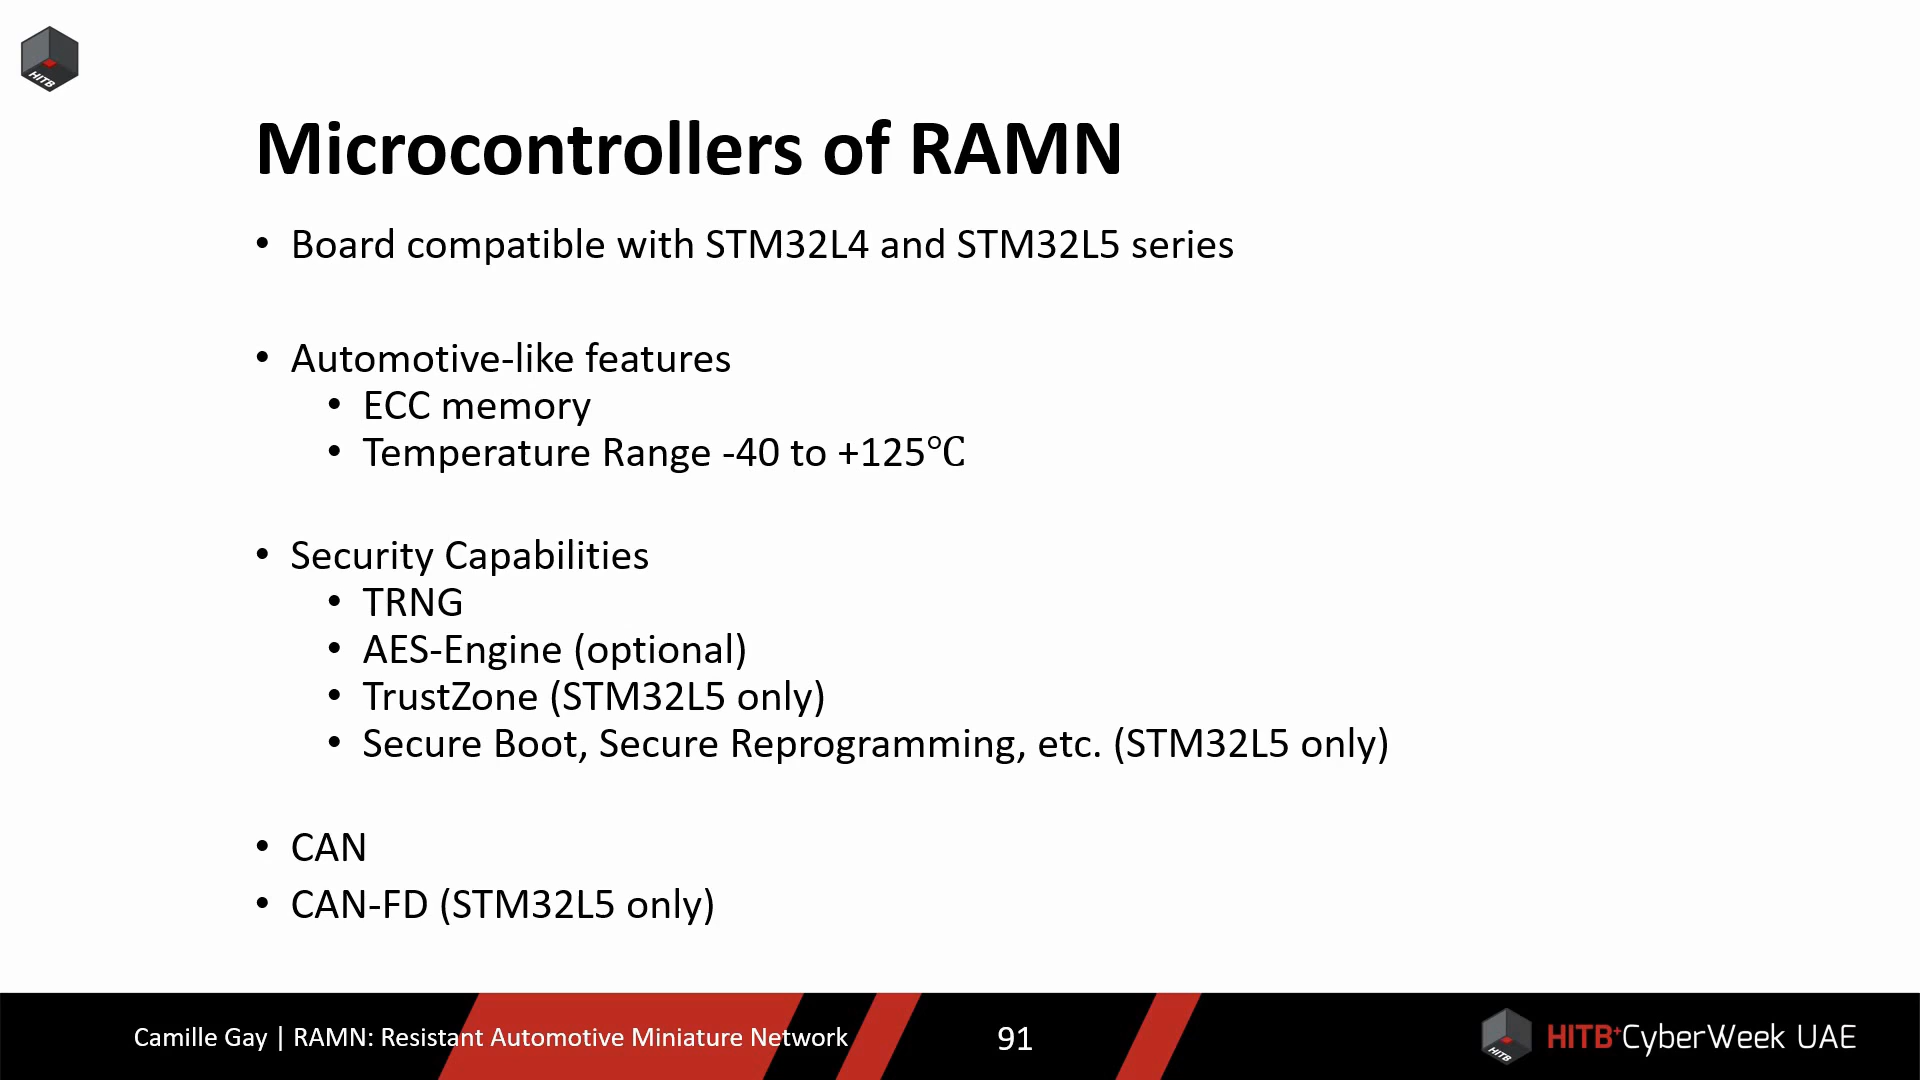 HITB
Microcontrollers of RAMN
• Board compatible with STM32L4 and STM32L5 series
• Automotive-like features
• ECC memory
• Temperature Range -40 to +125℃
• Security Capabilities
• TRNG
• AES-Engine (optional)
• TrustZone (STM32L5 only)
• Secure Boot, Secure Reprogramming, etc. (STM32L5 only)
• CAN
• CAN-FD (STM32L5 only)
Camille Gay | RAMN: Resistant Automotive Miniature Network
91
HITB
HITB+CyberWeek UAE